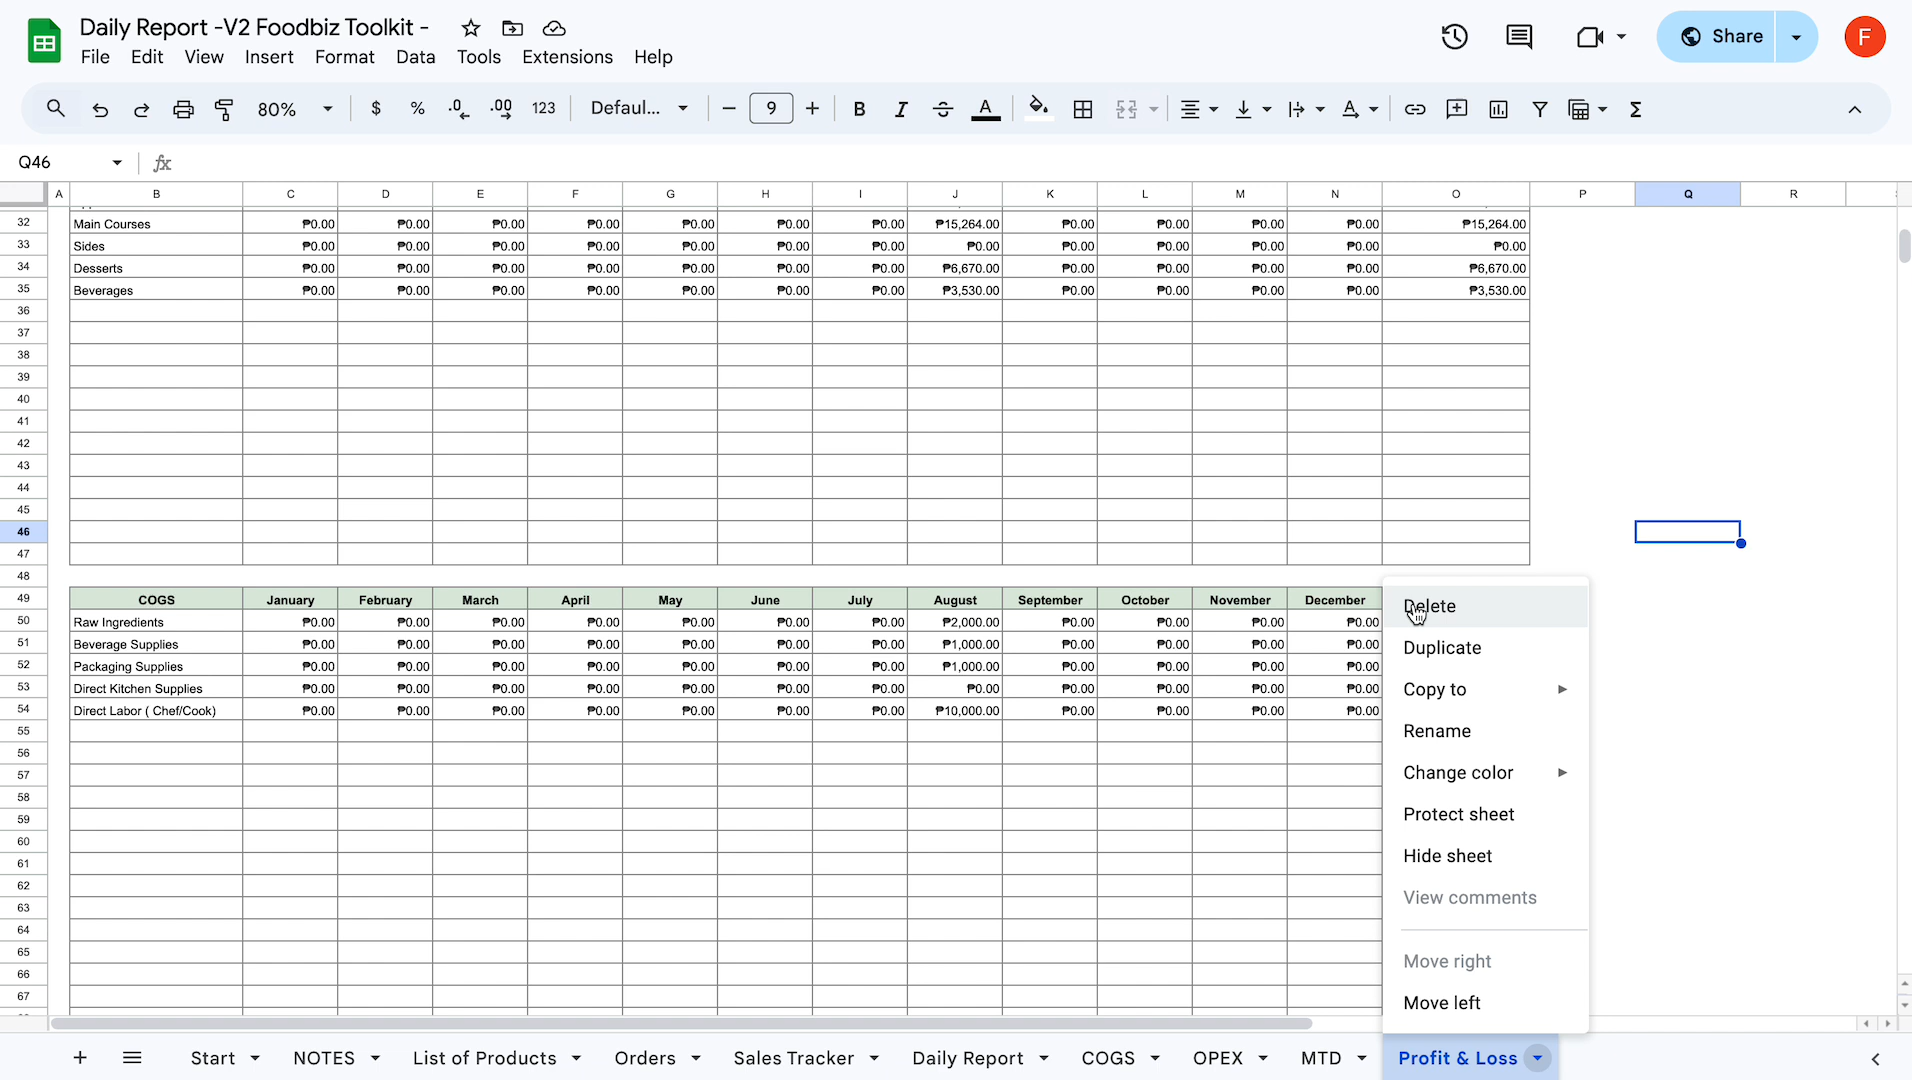 Daily Report -V2 Foodbiz Toolkit -
File Edit View Insert Format Data Tools Extensions Help
Share
F
80% $ % .0 .00 123 Defaul... 9 B I S A Σ
Q46 fx
A B C D E F G H I J K L M N O P Q R
32 Main Courses ₱0.00 ₱0.00 ₱0.00 ₱0.00 ₱0.00 ₱0.00 ₱0.00 ₱15,264.00 ₱0.00 ₱0.00 ₱0.00 ₱0.00 ₱15,264.00
33 Sides ₱0.00 ₱0.00 ₱0.00 ₱0.00 ₱0.00 ₱0.00 ₱0.00 ₱0.00 ₱0.00 ₱0.00 ₱0.00 ₱0.00 ₱0.00
34 Desserts ₱0.00 ₱0.00 ₱0.00 ₱0.00 ₱0.00 ₱0.00 ₱0.00 ₱6,670.00 ₱0.00 ₱0.00 ₱0.00 ₱0.00 ₱6,670.00
35 Beverages ₱0.00 ₱0.00 ₱0.00 ₱0.00 ₱0.00 ₱0.00 ₱0.00 ₱3,530.00 ₱0.00 ₱0.00 ₱0.00 ₱0.00 ₱3,530.00
36
37
38
39
40
41
42
43
44
45
46
47
48
49 COGS January February March April May June July August September October November December
50 Raw Ingredients ₱0.00 ₱0.00 ₱0.00 ₱0.00 ₱0.00 ₱0.00 ₱0.00 ₱2,000.00 ₱0.00 ₱0.00 ₱0.00 ₱0.00
51 Beverage Supplies ₱0.00 ₱0.00 ₱0.00 ₱0.00 ₱0.00 ₱0.00 ₱0.00 ₱1,000.00 ₱0.00 ₱0.00 ₱0.00 ₱0.00
52 Packaging Supplies ₱0.00 ₱0.00 ₱0.00 ₱0.00 ₱0.00 ₱0.00 ₱0.00 ₱1,000.00 ₱0.00 ₱0.00 ₱0.00 ₱0.00
53 Direct Kitchen Supplies ₱0.00 ₱0.00 ₱0.00 ₱0.00 ₱0.00 ₱0.00 ₱0.00 ₱0.00 ₱0.00 ₱0.00 ₱0.00 ₱0.00
54 Direct Labor ( Chef/Cook) ₱0.00 ₱0.00 ₱0.00 ₱0.00 ₱0.00 ₱0.00 ₱0.00 ₱10,000.00 ₱0.00 ₱0.00 ₱0.00 ₱0.00
55
56
57
58
59
60
61
62
63
64
65
66
67
Delete
Duplicate
Copy to
Rename
Change color
Protect sheet
Hide sheet
View comments
Move right
Move left
Start NOTES List of Products Orders Sales Tracker Daily Report COGS OPEX MTD Profit & Loss